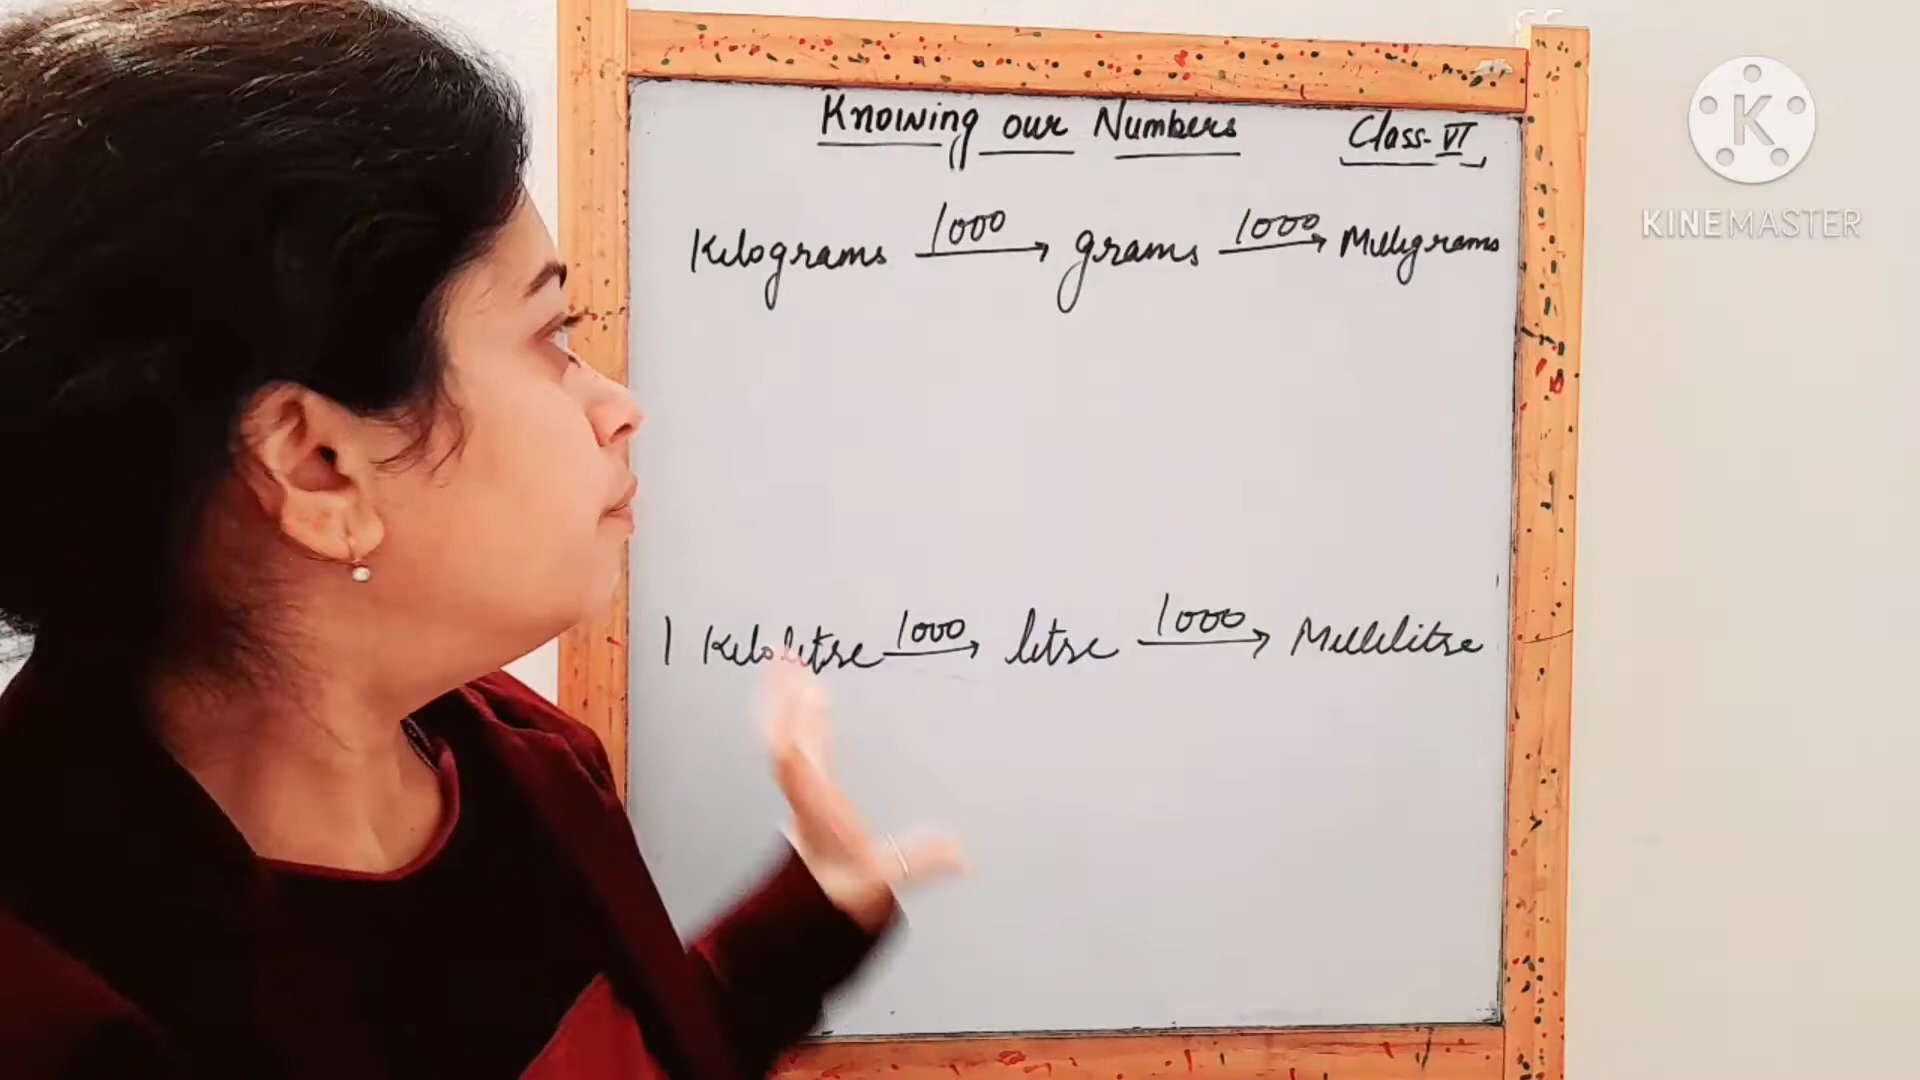 Knowing our Numbers Class-VI
Kilograms 1000→ grams 1000→ Milligrams
1 Kilolitre 1000→ litre 1000→ Millilitre
K
KINEMASTER